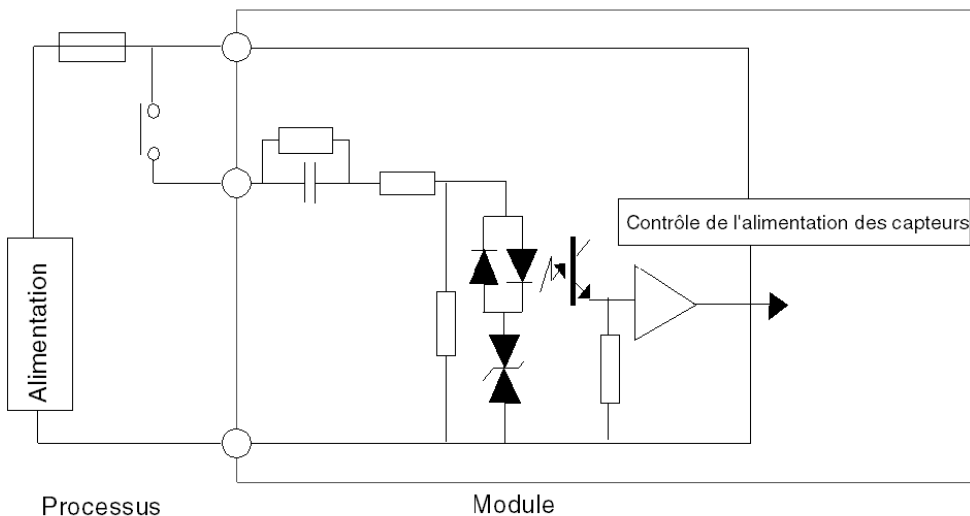 Contrôle de l'alimentation des capteurs
Alimentation
Processus
Module